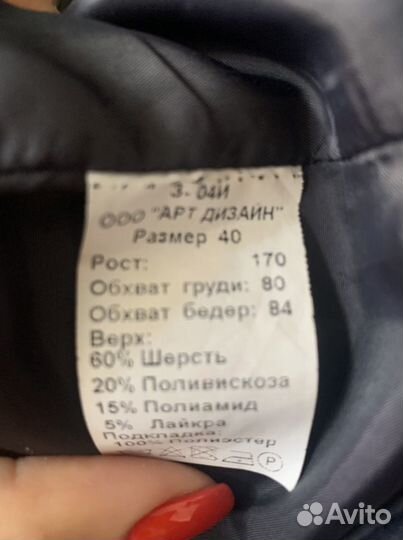 З- 04И
ООО "АРТ ДИЗАЙН"
Размер 40
Рост: 170
Обхват груди: 80
Обхват бедер: 84
Верх:
60% Шерсть
20% Поливискоза
15% Полиамид
5% Лайкра
Подкладка:
100% Полиэстер
P
Avito